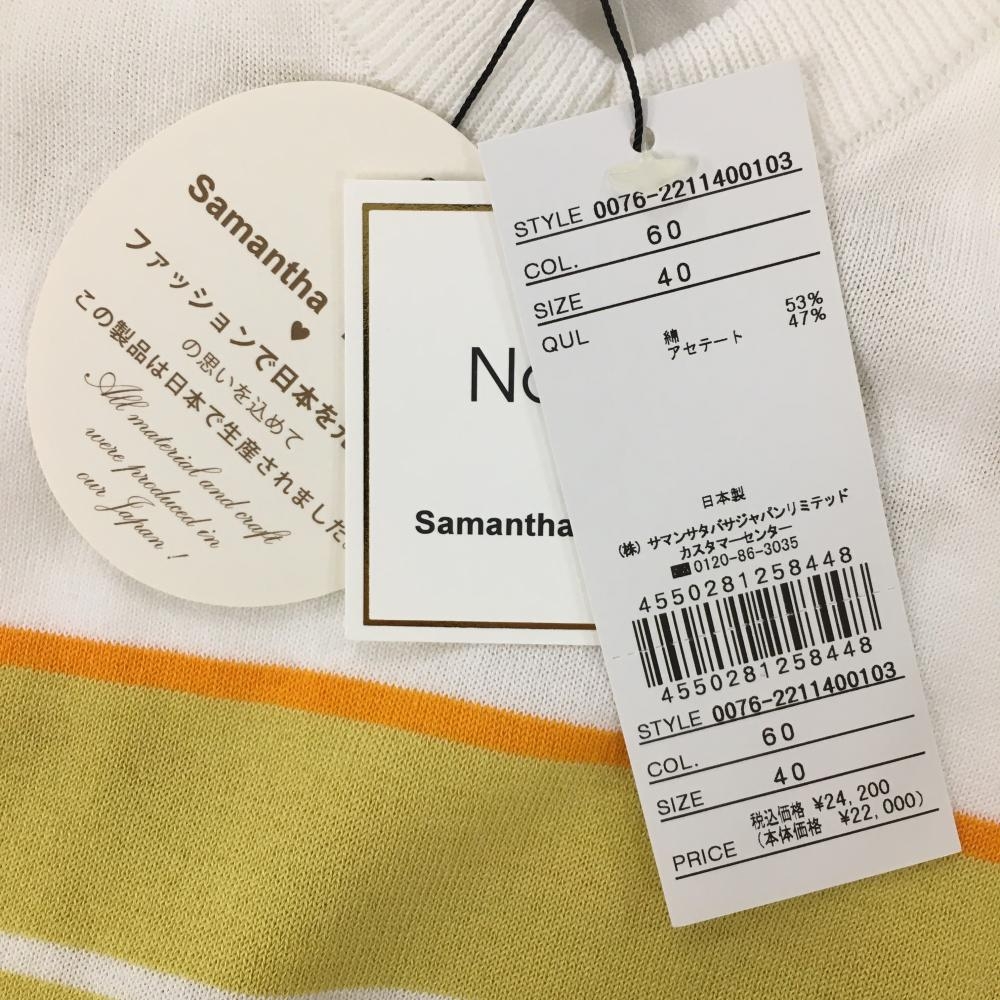 Samantha ♥
ファッションで日本を
の思いを込めて
この製品は日本で生産されました
All material and craft
were produced in
our Japan !
No
Samantha
STYLE 0076-2211400103
COL. 60
SIZE 40
QUL 綿 53%
アセテート 47%
日本製
(株) サマンサタバサジャパンリミテッド
カスタマーセンター
0120-86-3035
4550281258448
4550281258448
STYLE 0076-2211400103
COL. 60
SIZE 40
税込価格 ¥24,200
PRICE (本体価格 ¥22,000)